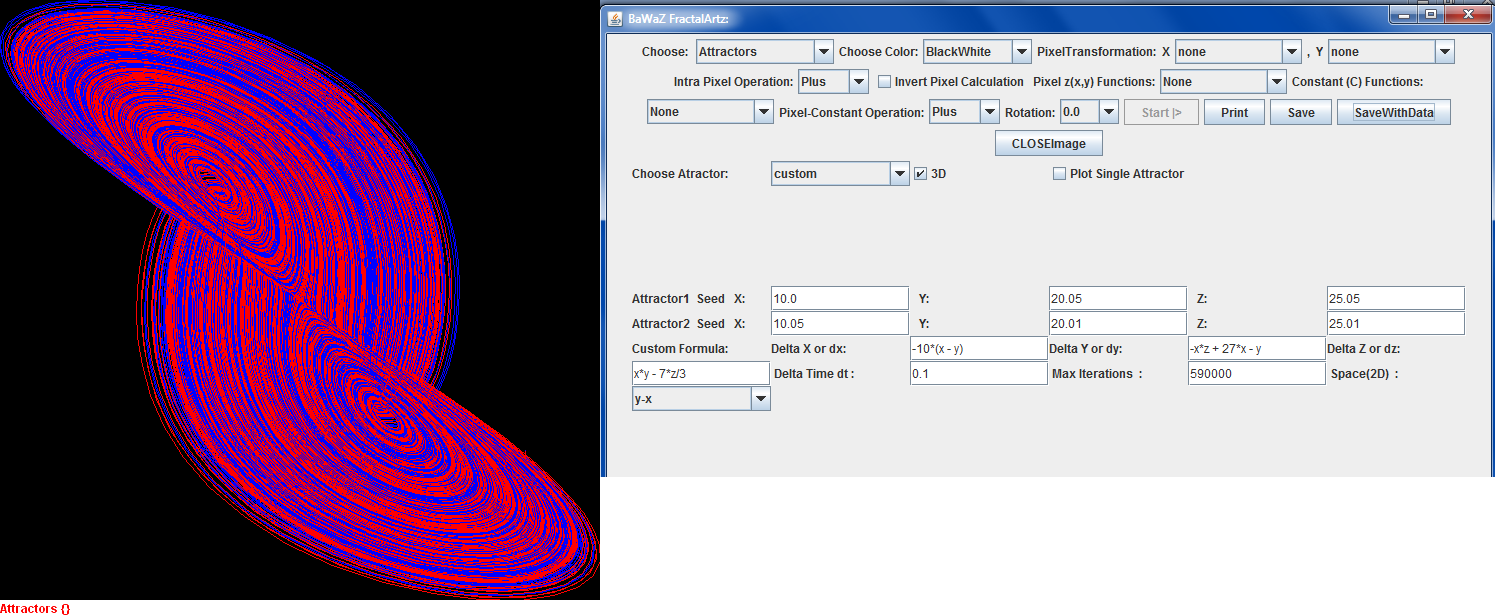 BaWaZ FractalArtz:
Choose: Attractors Choose Color: BlackWhite PixelTransformation: X none , Y none
Intra Pixel Operation: Plus Invert Pixel Calculation Pixel z(x,y) Functions: None Constant (C) Functions:
None Pixel-Constant Operation: Plus Rotation: 0.0 Start |> Print Save SaveWithData
CLOSEImage
Choose Atractor: custom 3D Plot Single Attractor
Attractor1 Seed X: 10.0 Y: 20.05 Z: 25.05
Attractor2 Seed X: 10.05 Y: 20.01 Z: 25.01
Custom Formula: Delta X or dx: -10*(x - y) Delta Y or dy: -x*z + 27*x - y Delta Z or dz:
x*y - 7*z/3 Delta Time dt : 0.1 Max Iterations : 590000 Space(2D) :
y-x
Attractors {}